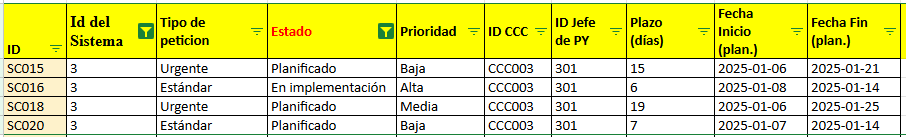 ID Id del Sistema Tipo de peticion Estado Prioridad ID CCC ID Jefe de PY Plazo (días) Fecha Inicio (plan.) Fecha Fin (plan.)
SC015 3 Urgente Planificado Baja CCC003 301 15 2025-01-06 2025-01-21
SC016 3 Estándar En implementación Alta CCC003 301 6 2025-01-08 2025-01-14
SC018 3 Urgente Planificado Media CCC003 301 19 2025-01-06 2025-01-25
SC020 3 Estándar Planificado Baja CCC003 301 7 2025-01-07 2025-01-14